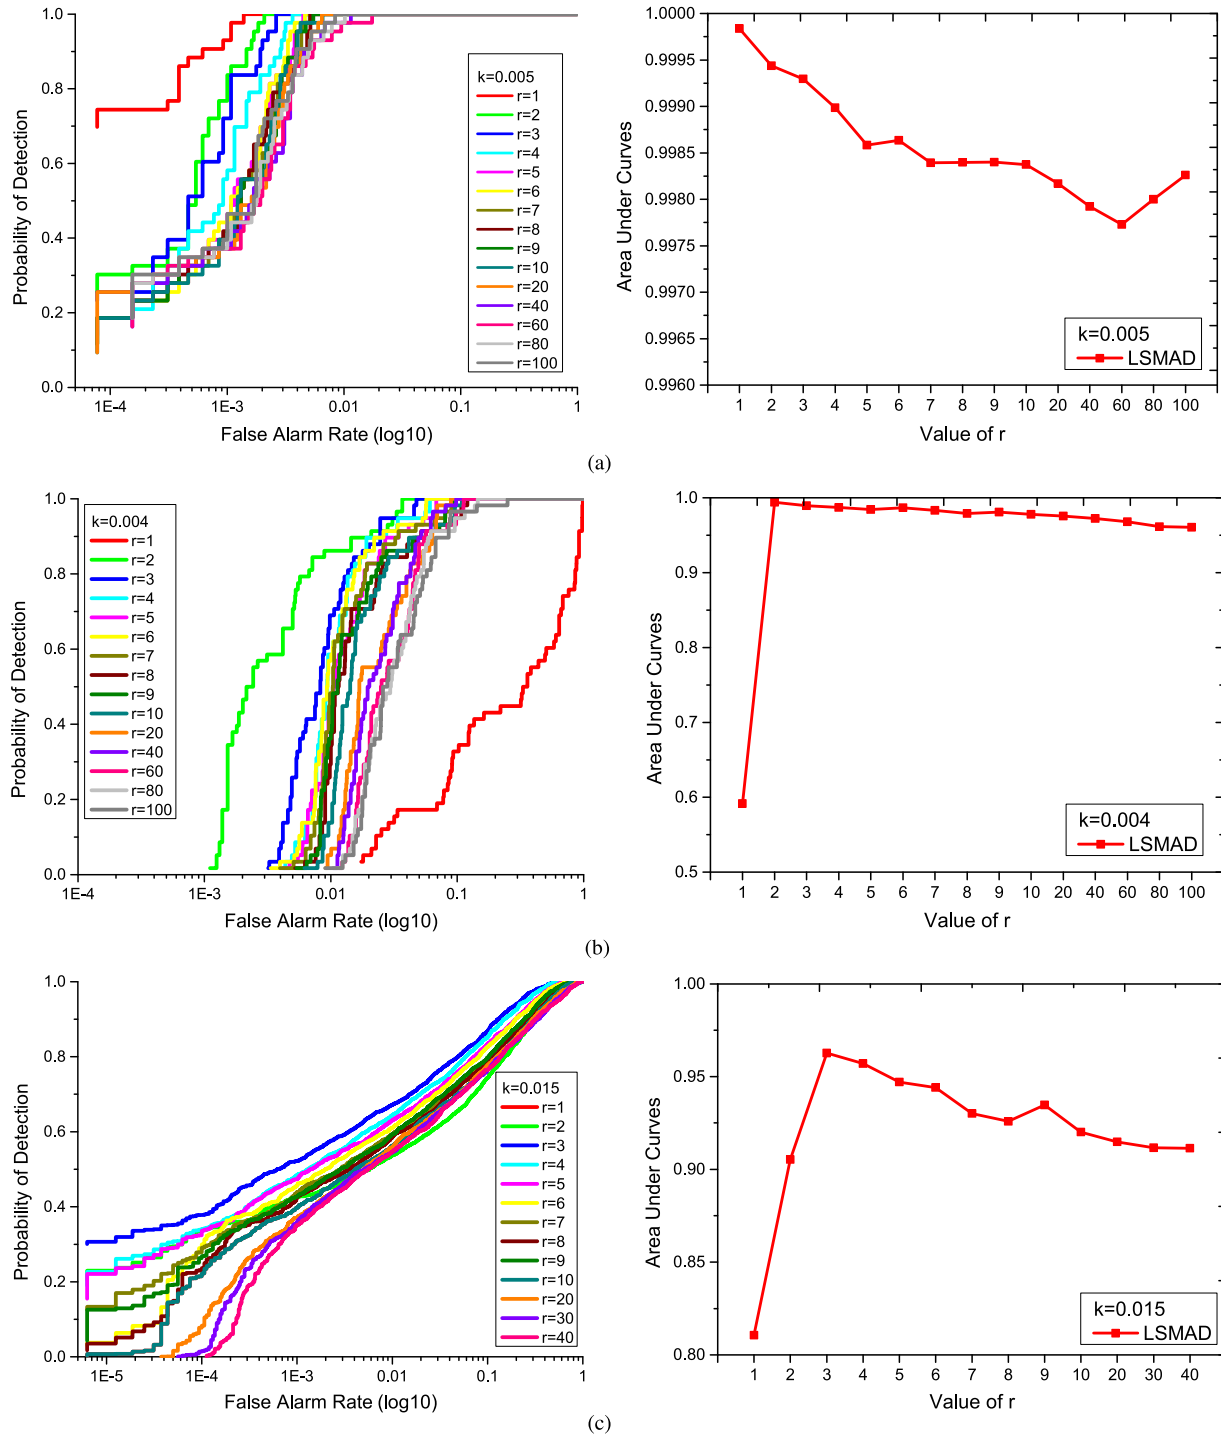 1.0
0.8
0.6
0.4
0.2
0.0
Probability of Detection
k=0.005
r=1
r=2
r=3
r=4
r=5
r=6
r=7
r=8
r=9
r=10
r=20
r=40
r=60
r=80
r=100
1E-4 1E-3 0.01 0.1 1
False Alarm Rate (log10)
1.0000
0.9995
0.9990
0.9985
0.9980
0.9975
0.9970
0.9965
0.9960
Area Under Curves
k=0.005
LSMAD
1 2 3 4 5 6 7 8 9 10 20 40 60 80 100
Value of r
(a)
1.0
0.8
0.6
0.4
0.2
0.0
Probability of Detection
k=0.004
r=1
r=2
r=3
r=4
r=5
r=6
r=7
r=8
r=9
r=10
r=20
r=40
r=60
r=80
r=100
1E-4 1E-3 0.01 0.1 1
False Alarm Rate (log10)
1.0
0.9
0.8
0.7
0.6
0.5
Area Under Curves
k=0.004
LSMAD
1 2 3 4 5 6 7 8 9 10 20 40 60 80 100
Value of r
(b)
1.0
0.8
0.6
0.4
0.2
0.0
Probability of Detection
k=0.015
r=1
r=2
r=3
r=4
r=5
r=6
r=7
r=8
r=9
r=10
r=20
r=30
r=40
1E-5 1E-4 1E-3 0.01 0.1 1
False Alarm Rate (log10)
1.00
0.95
0.90
0.85
0.80
Area Under Curves
k=0.015
LSMAD
1 2 3 4 5 6 7 8 9 10 20 30 40
Value of r
(c)